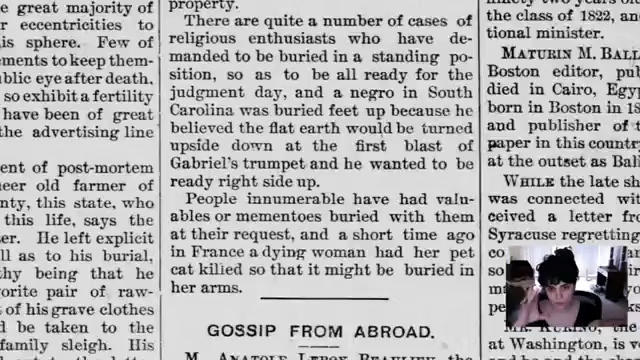 great majority of
eccentricities to
is sphere. Few of
ments to keep them-
blic eye after death.
so exhibit a fertility
have been of great
the advertising line
ent of post-mortem
eer old farmer of
nty, this state, who
this life, says the
er. He left explicit
ll as to his burial,
thy being that he
orite pair of raw-
of his grave clothes
d be taken to the
family sleigh. His
property.
There are quite a number of cases of
religious enthusiasts who have de-
manded to be buried in a standing po-
sition, so as to be all ready for the
judgment day, and a negro in South
Carolina was buried feet up because he
believed the flat earth would be turned
upside down at the first blast of
Gabriel's trumpet and he wanted to be
ready right side up.
People innumerable have had valu-
ables or mementoes buried with them
at their request, and a short time ago
in France a dying woman had her pet
cat killed so that it might be buried in
her arms.
GOSSIP FROM ABROAD.
M. ANATOLE LEROY BEAULIEU, the
ninety two years old
the class of 1822, an
tional minister.
MATURIN M. BALL
Boston editor, pub
died in Cairo, Egyp
born in Boston in 18
and publisher of
paper in this countr
at the outset as Ball
WHILE the late sh
was connected wit
ceived a letter fro
Syracuse regretting
at Washington, is v